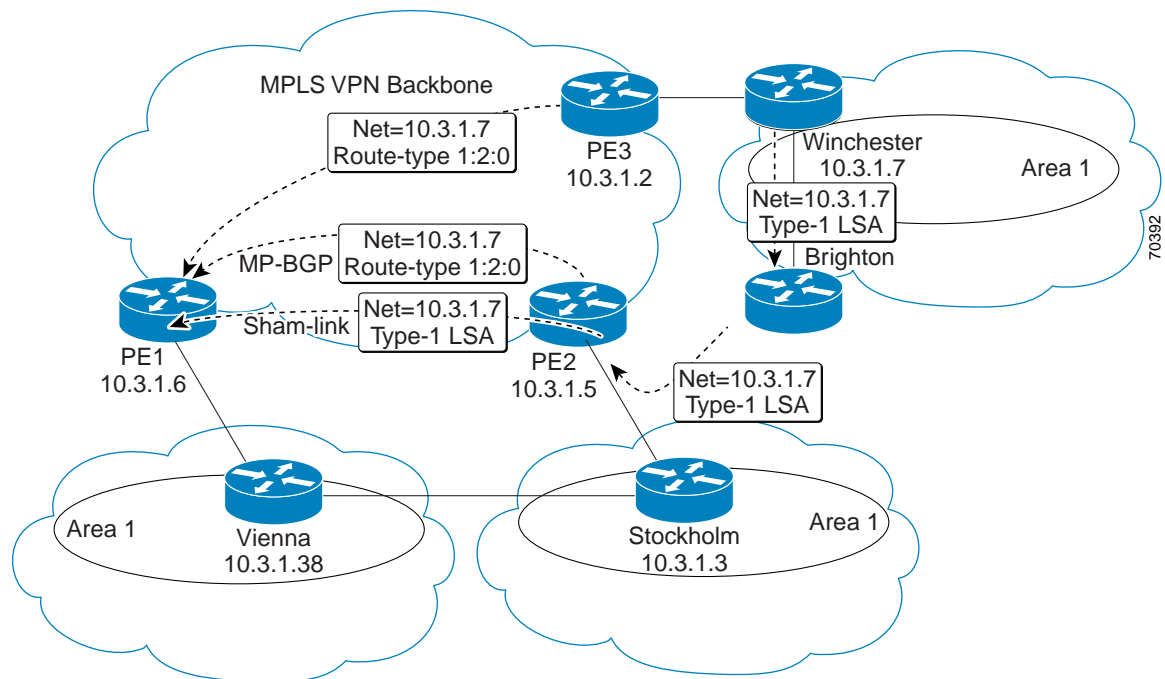 MPLS VPN Backbone
Net=10.3.1.7
Route-type 1:2:0
PE3
10.3.1.2
Winchester
10.3.1.7
Area 1
Net=10.3.1.7
Type-1 LSA
Brighton
70392
Net=10.3.1.7
Route-type 1:2:0
MP-BGP
Net=10.3.1.7
Type-1 LSA
Sham-link
PE1
10.3.1.6
PE2
10.3.1.5
Net=10.3.1.7
Type-1 LSA
Area 1
Vienna
10.3.1.38
Stockholm
10.3.1.3
Area 1